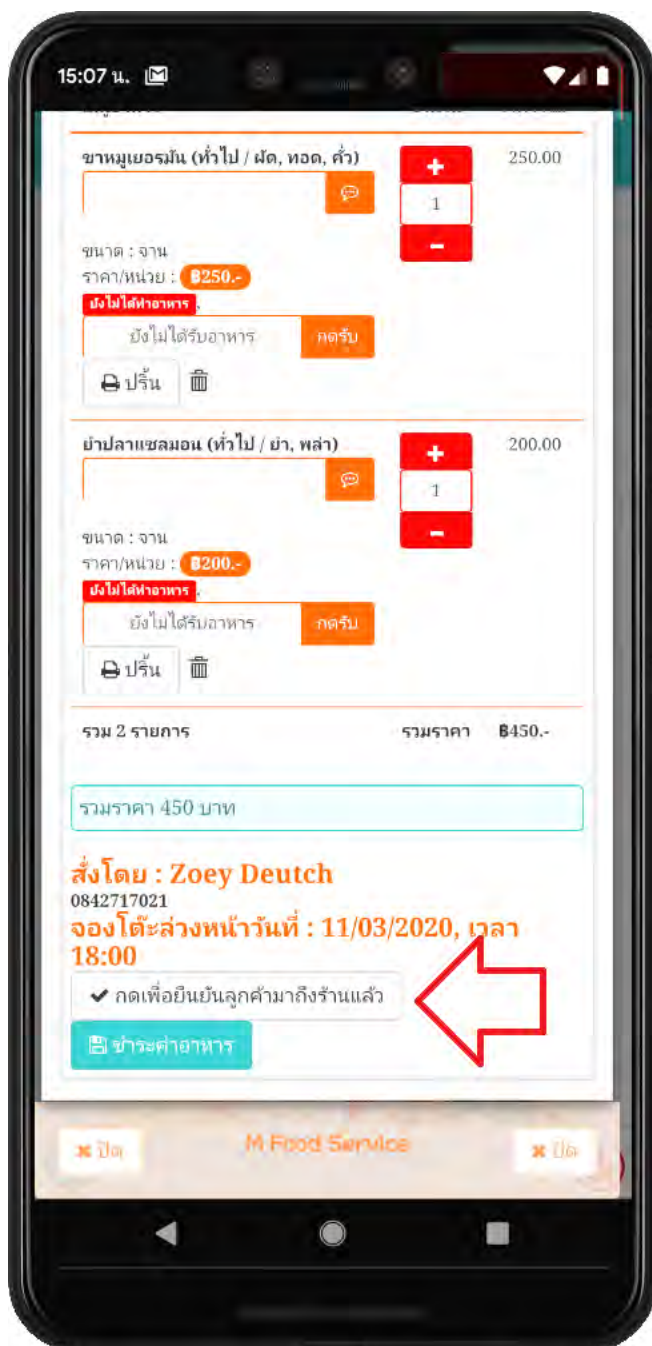 15:07 น.
ขาหมูเยอรมัน (ทั่วไป / ผัด, ทอด, คั่ว)
250.00
1
ขนาด : จาน
ราคา/หน่วย : ฿250.-
ยังไม่ได้ทำอาหาร .
ยังไม่ได้รับอาหาร กดรับ
ปริ้น
ยำปลาแซลมอน (ทั่วไป / ยำ, พล่า)
200.00
1
ขนาด : จาน
ราคา/หน่วย : ฿200.-
ยังไม่ได้ทำอาหาร .
ยังไม่ได้รับอาหาร กดรับ
ปริ้น
รวม 2 รายการ รวมราคา ฿450.-
รวมราคา 450 บาท
สั่งโดย : Zoey Deutch
0842717021
จองโต๊ะล่วงหน้าวันที่ : 11/03/2020, เวลา
18:00
กดเพื่อยืนยันลูกค้ามาถึงร้านแล้ว
ชำระค่าอาหาร
ปิด M Food Service ปิด